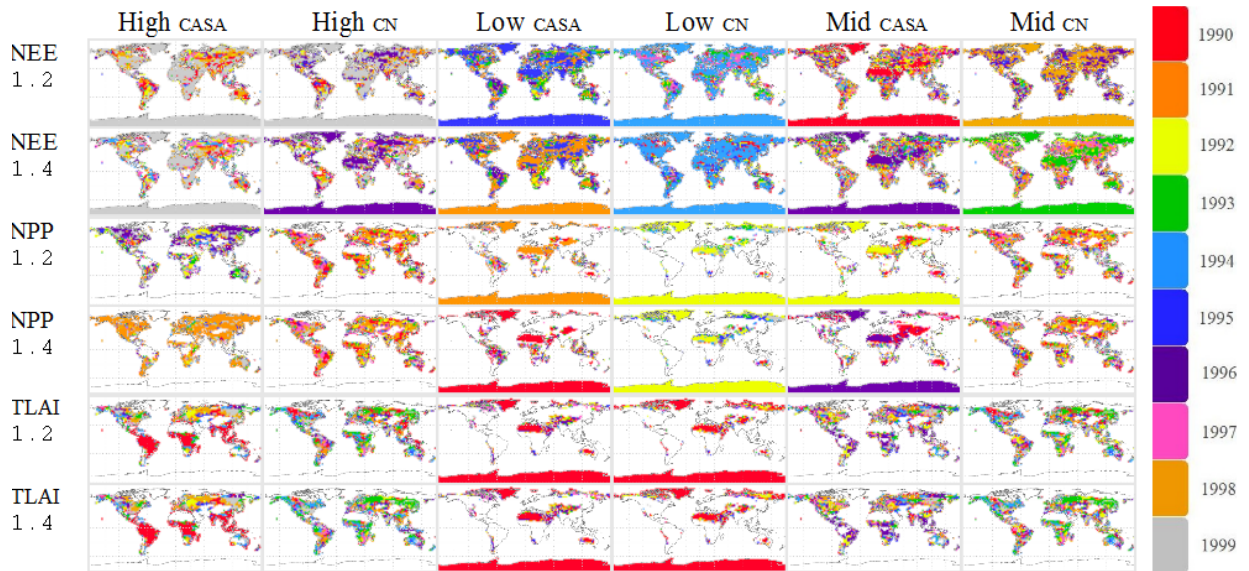 High CASA High CN Low CASA Low CN Mid CASA Mid CN
NEE
1.2
NEE
1.4
NPP
1.2
NPP
1.4
TLAI
1.2
TLAI
1.4
1990
1991
1992
1993
1994
1995
1996
1997
1998
1999